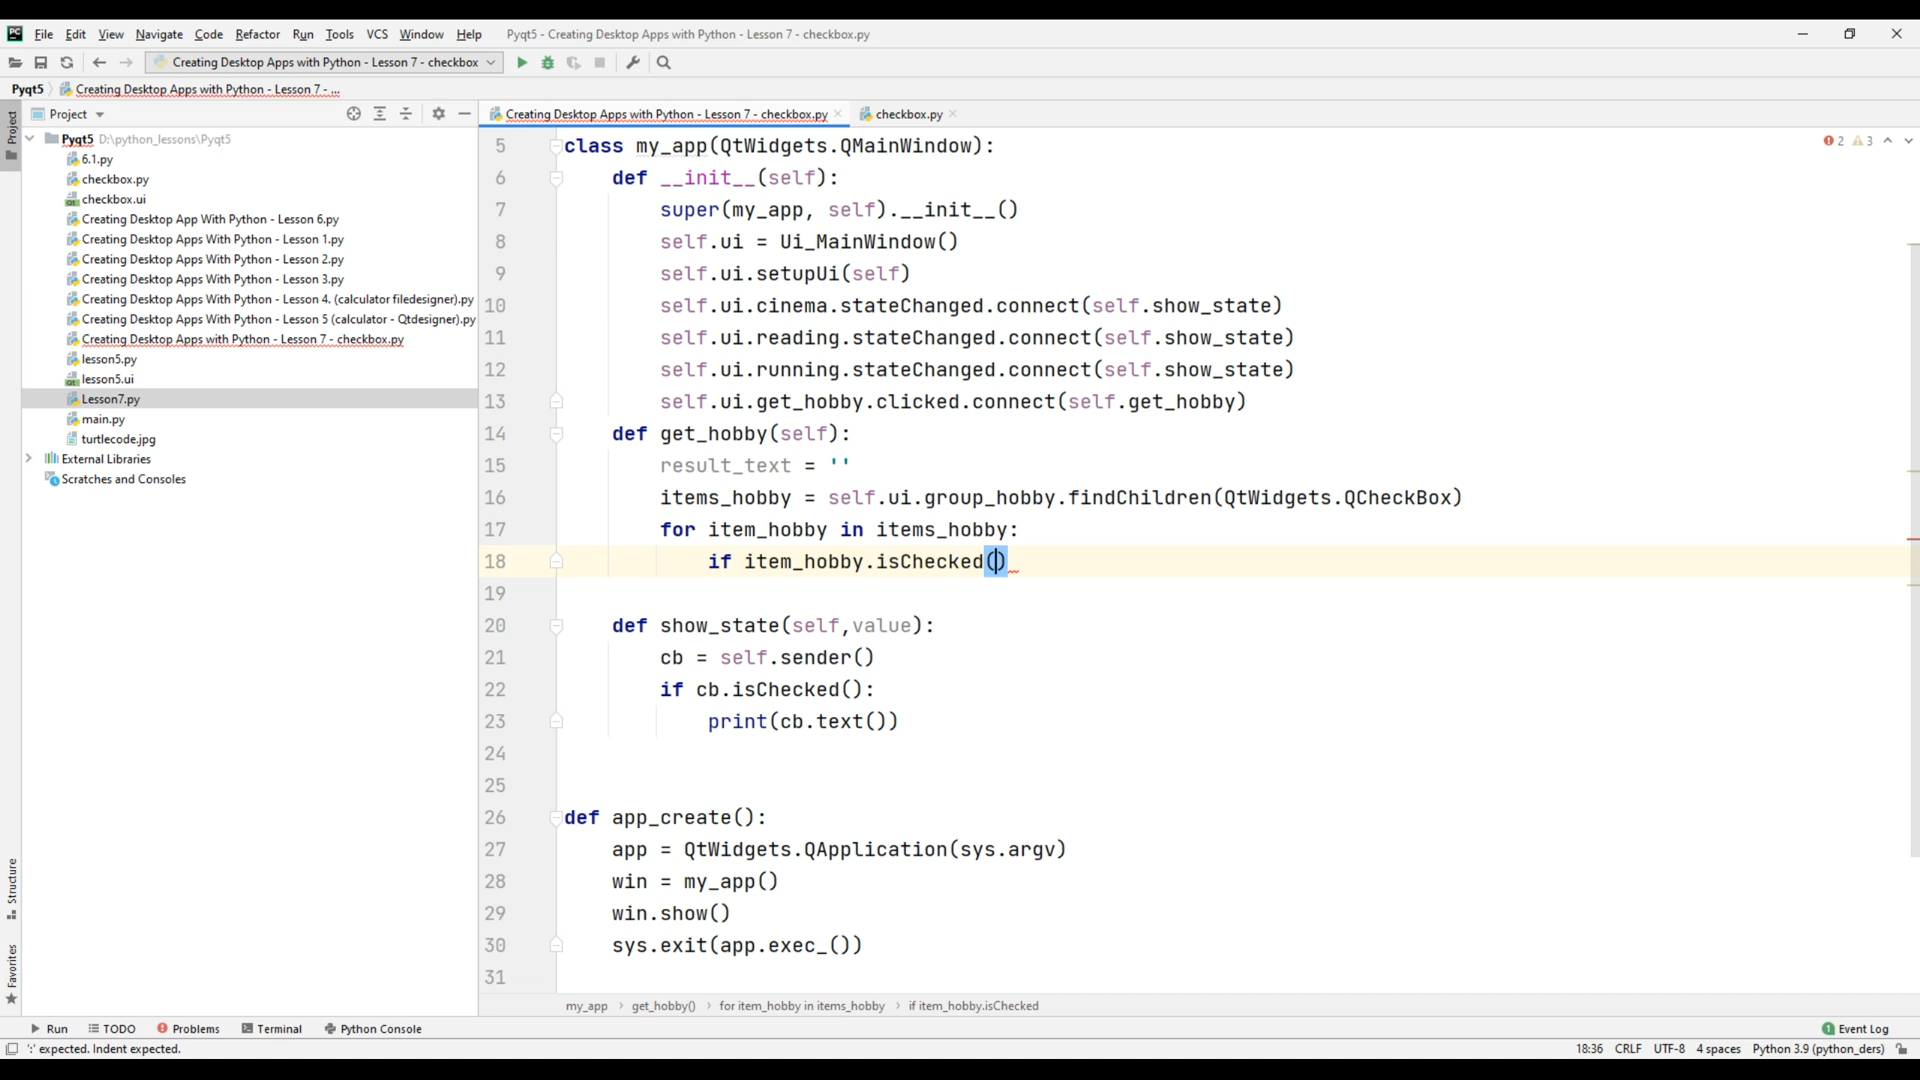 PC File Edit View Navigate Code Refactor Run Tools VCS Window Help Pyqt5 - Creating Desktop Apps with Python - Lesson 7 - checkbox.py
Creating Desktop Apps with Python - Lesson 7 - checkbox
Pyqt5 Creating Desktop Apps with Python - Lesson 7 - ...
Project
Project
Creating Desktop Apps with Python - Lesson 7 - checkbox.py checkbox.py
2 3
Pyqt5 D:\python_lessons\Pyqt5
6.1.py
checkbox.py
checkbox.ui
Creating Desktop App With Python - Lesson 6.py
Creating Desktop Apps With Python - Lesson 1.py
Creating Desktop Apps With Python - Lesson 2.py
Creating Desktop Apps With Python - Lesson 3.py
Creating Desktop Apps With Python - Lesson 4. (calculator filedesigner).py
Creating Desktop Apps With Python - Lesson 5 (calculator - Qtdesigner).py
Creating Desktop Apps with Python - Lesson 7 - checkbox.py
lesson5.py
lesson5.ui
Lesson7.py
main.py
turtlecode.jpg
External Libraries
Scratches and Consoles
5 class my_app(QtWidgets.QMainWindow):
6 def __init__(self):
7 super(my_app, self).__init__()
8 self.ui = Ui_MainWindow()
9 self.ui.setupUi(self)
10 self.ui.cinema.stateChanged.connect(self.show_state)
11 self.ui.reading.stateChanged.connect(self.show_state)
12 self.ui.running.stateChanged.connect(self.show_state)
13 self.ui.get_hobby.clicked.connect(self.get_hobby)
14 def get_hobby(self):
15 result_text = ''
16 items_hobby = self.ui.group_hobby.findChildren(QtWidgets.QCheckBox)
17 for item_hobby in items_hobby:
18 if item_hobby.isChecked()
19
20 def show_state(self,value):
21 cb = self.sender()
22 if cb.isChecked():
23 print(cb.text())
24
25
26 def app_create():
27 app = QtWidgets.QApplication(sys.argv)
28 win = my_app()
29 win.show()
30 sys.exit(app.exec_())
31
Structure
Favorites
my_app get_hobby() for item_hobby in items_hobby if item_hobby.isChecked
Run TODO Problems Terminal Python Console 1 Event Log
':' expected. Indent expected. 18:36 CRLF UTF-8 4 spaces Python 3.9 (python_ders)